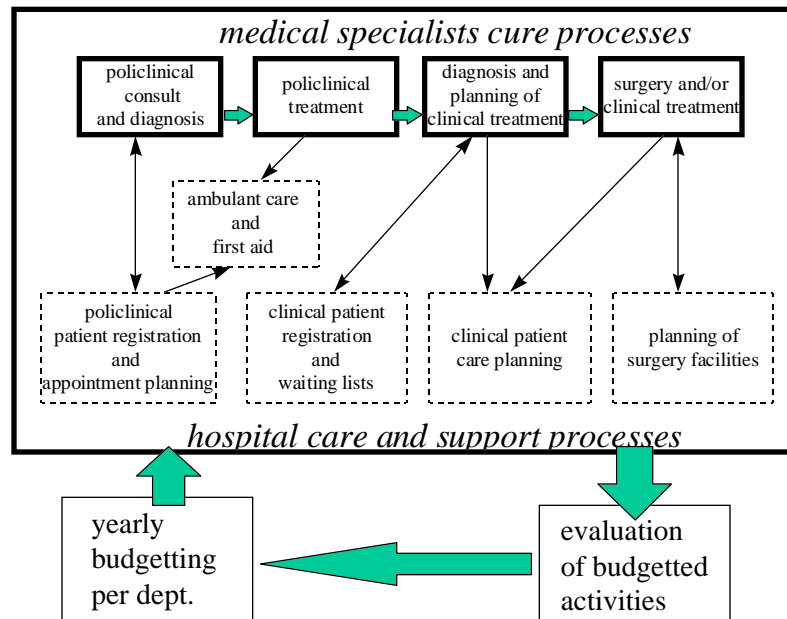 medical specialists cure processes
policlinical
consult
and diagnosis
policlinical
treatment
diagnosis and
planning of
clinical treatment
surgery and/or
clinical treatment
ambulant care
and
first aid
policlinical
patient registration
and
appointment planning
clinical patient
registration
and
waiting lists
clinical patient
care planning
planning of
surgery facilities
hospital care and support processes
yearly
budgetting
per dept.
evaluation
of budgetted
activities